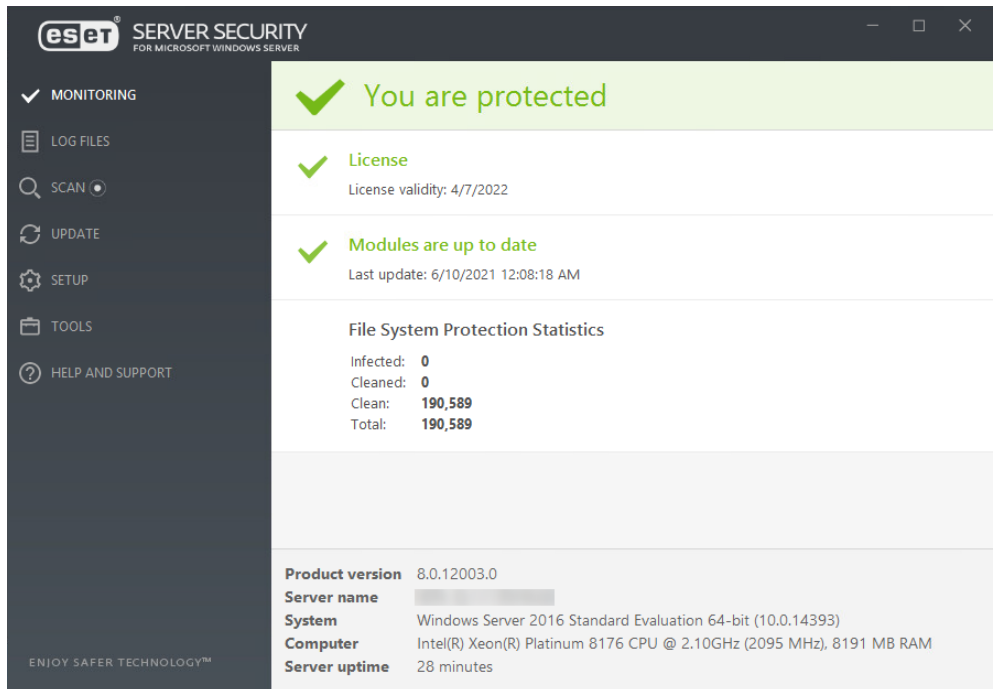 eset® SERVER SECURITY
FOR MICROSOFT WINDOWS SERVER
MONITORING
LOG FILES
SCAN
UPDATE
SETUP
TOOLS
HELP AND SUPPORT
ENJOY SAFER TECHNOLOGY™
You are protected
License
License validity: 4/7/2022
Modules are up to date
Last update: 6/10/2021 12:08:18 AM
File System Protection Statistics
Infected: 0
Cleaned: 0
Clean: 190,589
Total: 190,589
Product version 8.0.12003.0
Server name
System Windows Server 2016 Standard Evaluation 64-bit (10.0.14393)
Computer Intel(R) Xeon(R) Platinum 8176 CPU @ 2.10GHz (2095 MHz), 8191 MB RAM
Server uptime 28 minutes